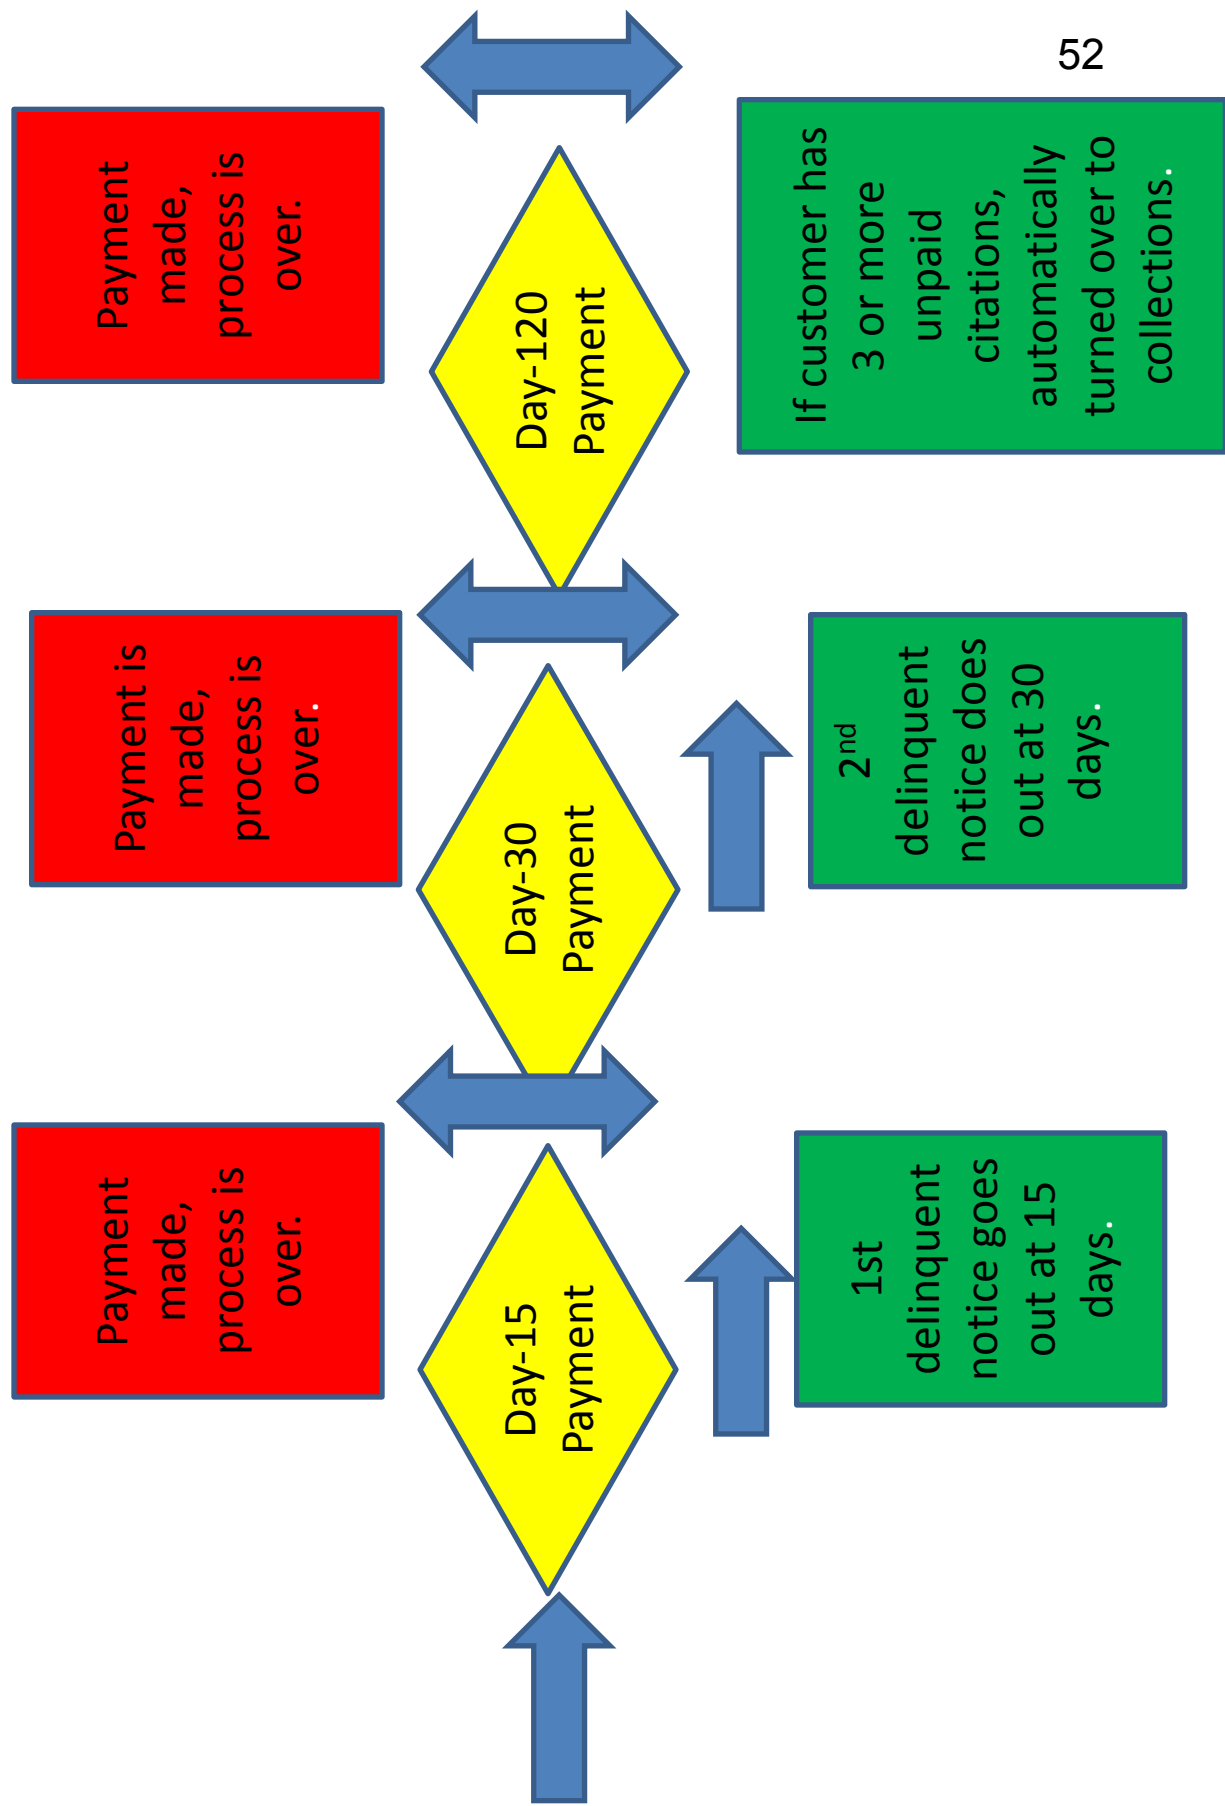 52
Payment
made,
process is
over.
Payment is
made,
process is
over.
Payment
made,
process is
over.
Day-15
Payment
Day-30
Payment
Day-120
Payment
1st
delinquent
notice goes
out at 15
days.
2nd
delinquent
notice does
out at 30
days.
If customer has
3 or more
unpaid
citations,
automatically
turned over to
collections.